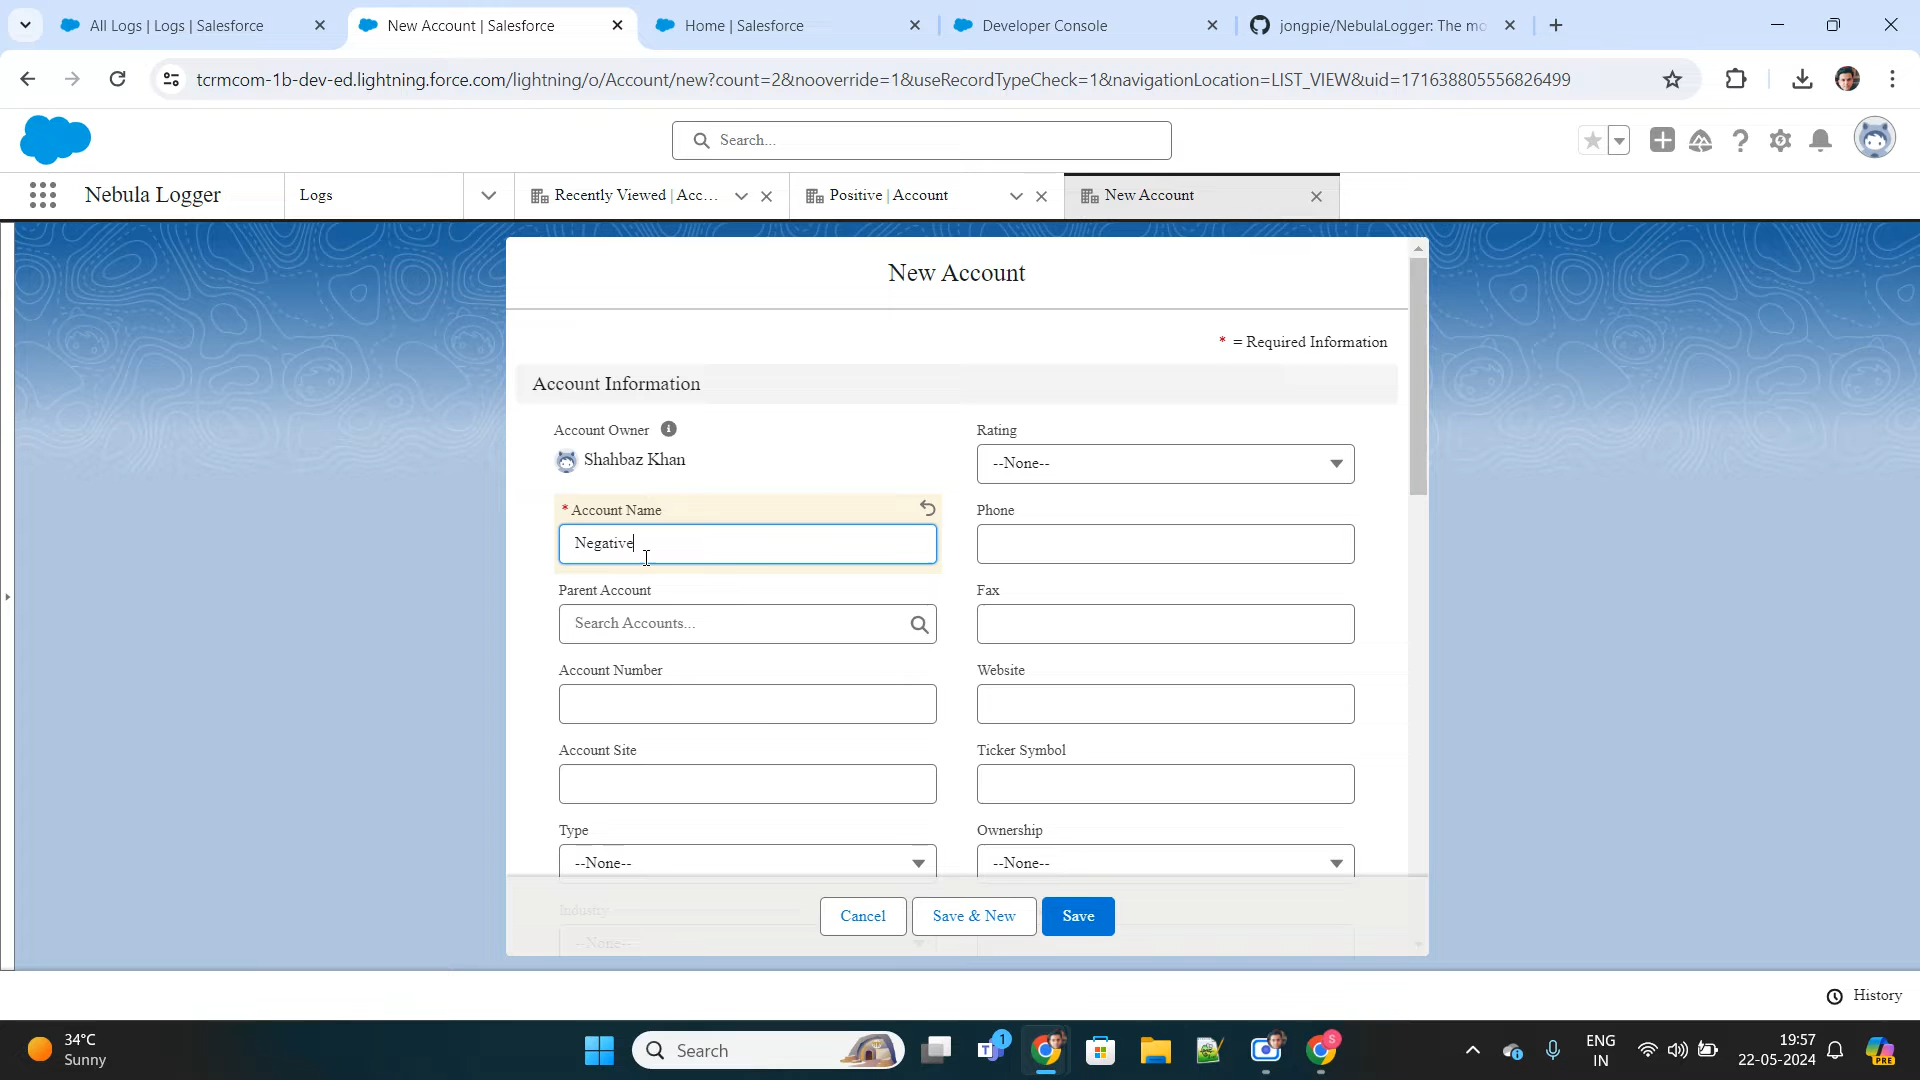 All Logs | Logs | Salesforce
New Account | Salesforce
Home | Salesforce
Developer Console
jongpie/NebulaLogger: The mo
tcrmcom-1b-dev-ed.lightning.force.com/lightning/o/Account/new?count=2&nooverride=1&useRecordTypeCheck=1&navigationLocation=LIST_VIEW&uid=171638805556826499
Search...
Nebula Logger
Logs
Recently Viewed | Acc...
Positive | Account
New Account
New Account
* = Required Information
Account Information
Account Owner
Shahbaz Khan
Rating
--None--
* Account Name
Negative
Phone
Parent Account
Search Accounts...
Fax
Account Number
Website
Account Site
Ticker Symbol
Type
--None--
Ownership
--None--
Industry
--None--
Cancel
Save & New
Save
History
34°C
Sunny
Search
1
S
ENG
IN
19:57
22-05-2024
PRE